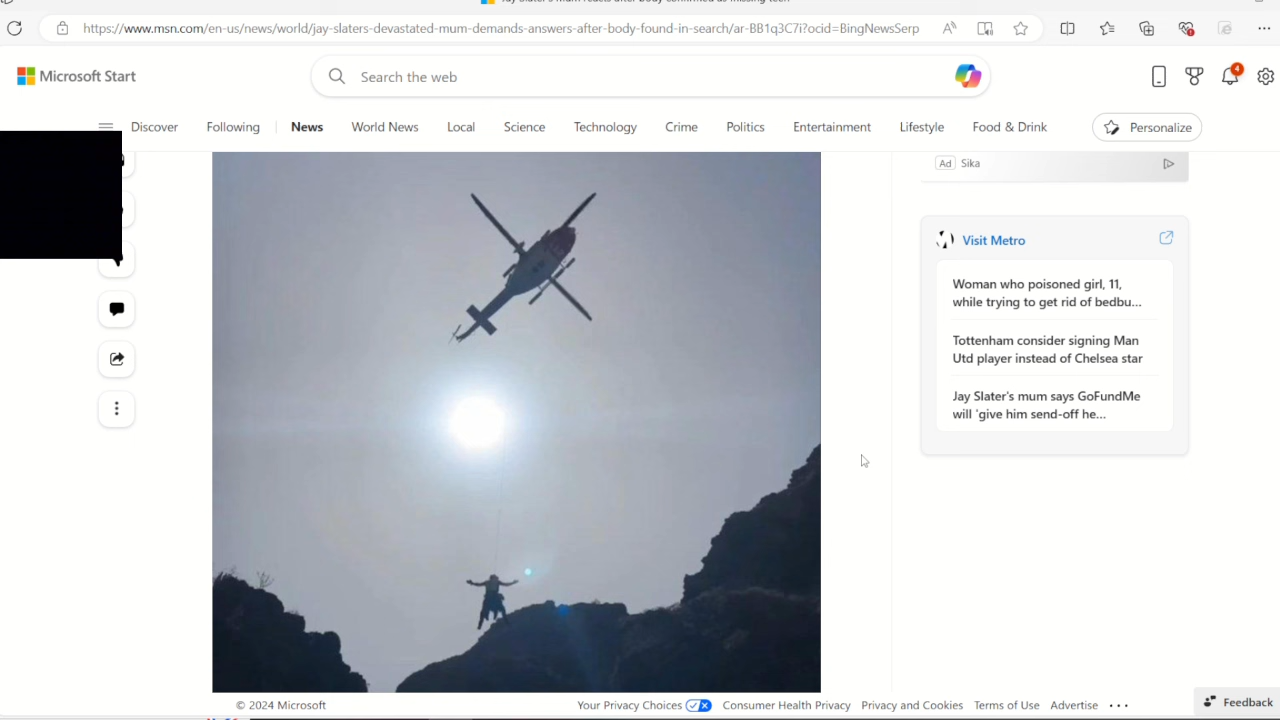 https://www.msn.com/en-us/news/world/jay-slaters-devastated-mum-demands-answers-after-body-found-in-search/ar-BB1q3C7i?ocid=BingNewsSerp
Microsoft Start
Search the web
4
Discover
Following
News
World News
Local
Science
Technology
Crime
Politics
Entertainment
Lifestyle
Food & Drink
Personalize
Ad Sika
Visit Metro
Woman who poisoned girl, 11,
while trying to get rid of bedbu...
Tottenham consider signing Man
Utd player instead of Chelsea star
Jay Slater's mum says GoFundMe
will 'give him send-off he...
© 2024 Microsoft
Your Privacy Choices
Consumer Health Privacy
Privacy and Cookies
Terms of Use
Advertise
Feedback